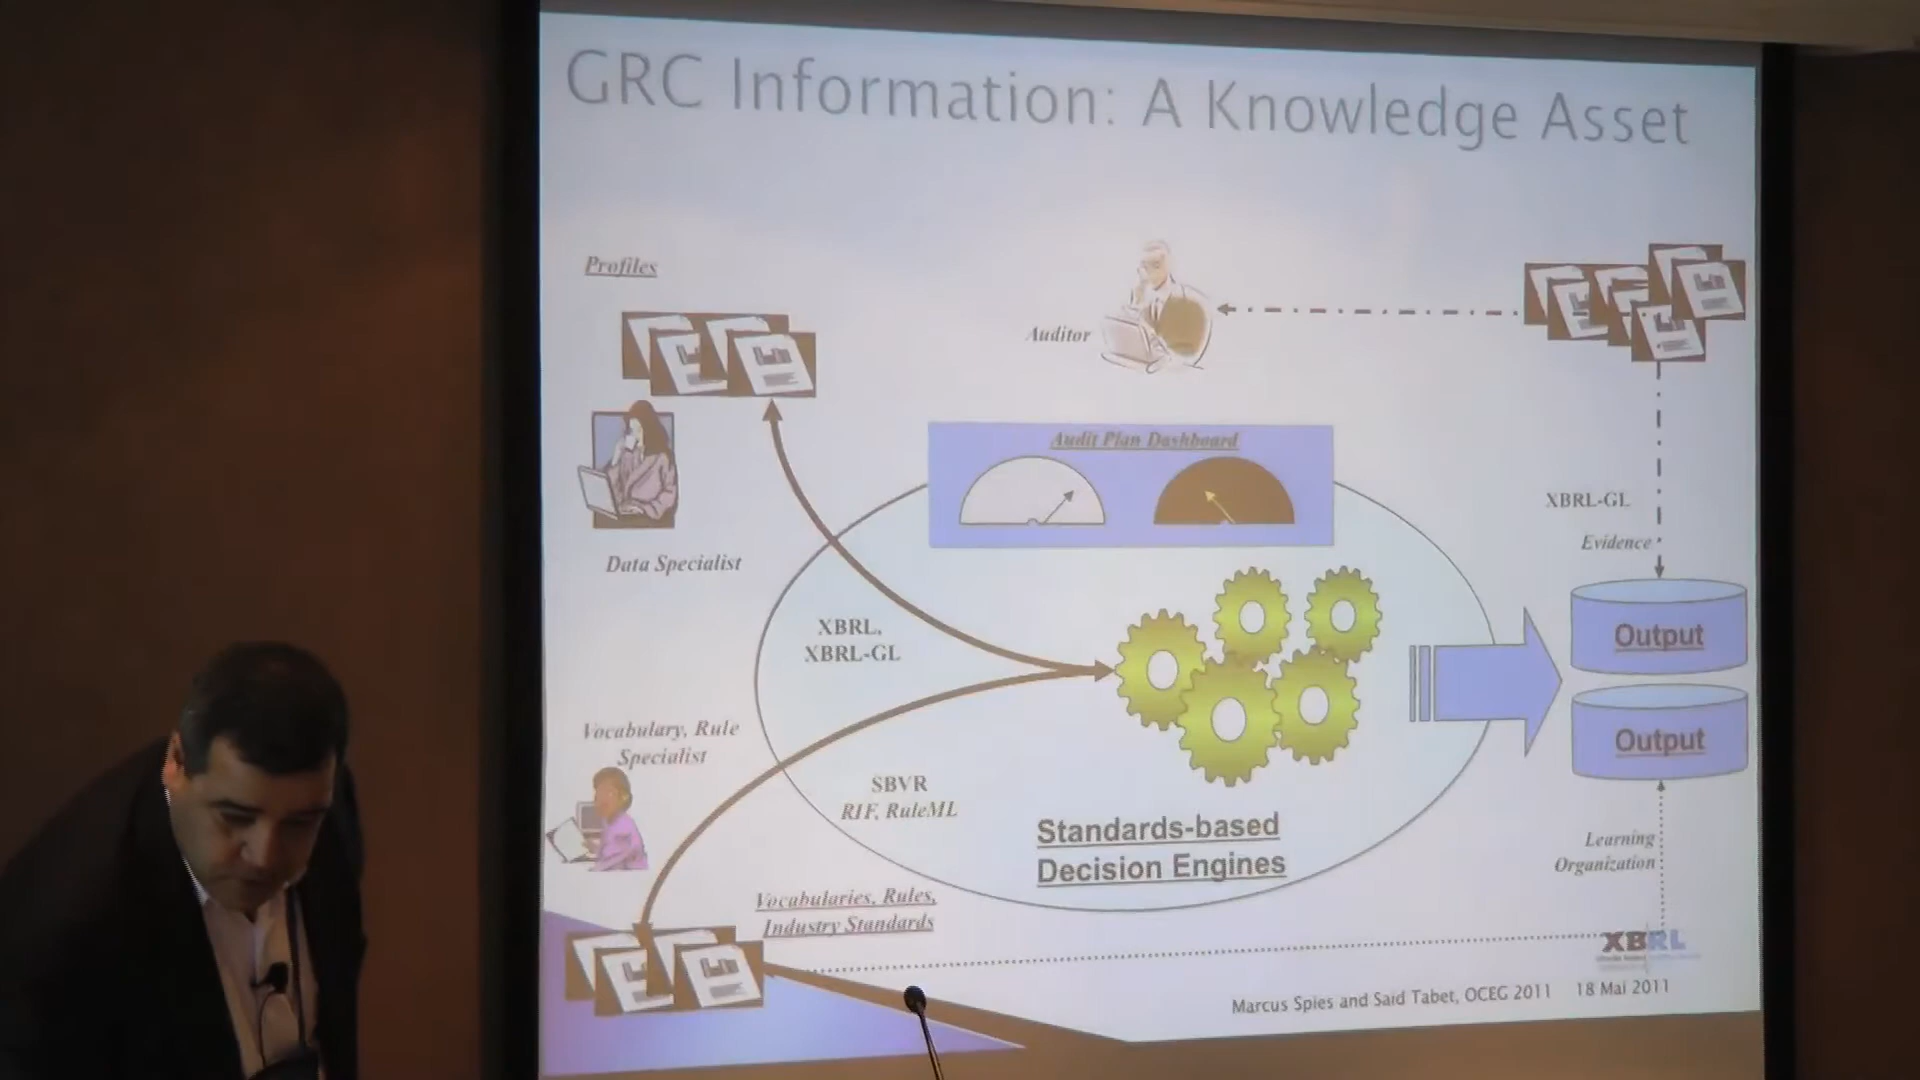 GRC Information: A Knowledge Asset
Profiles
Auditor
Audit Plan Dashboard
XBRL-GL
Evidence
Data Specialist
XBRL,
XBRL-GL
Output
Output
Vocabulary, Rule
Specialist
SBVR
RIF, RuleML
Standards-based
Decision Engines
Learning
Organization
Vocabularies, Rules,
Industry Standards
XBRL
Marcus Spies and Said Tabet, OCEG 2011 18 Mai 2011